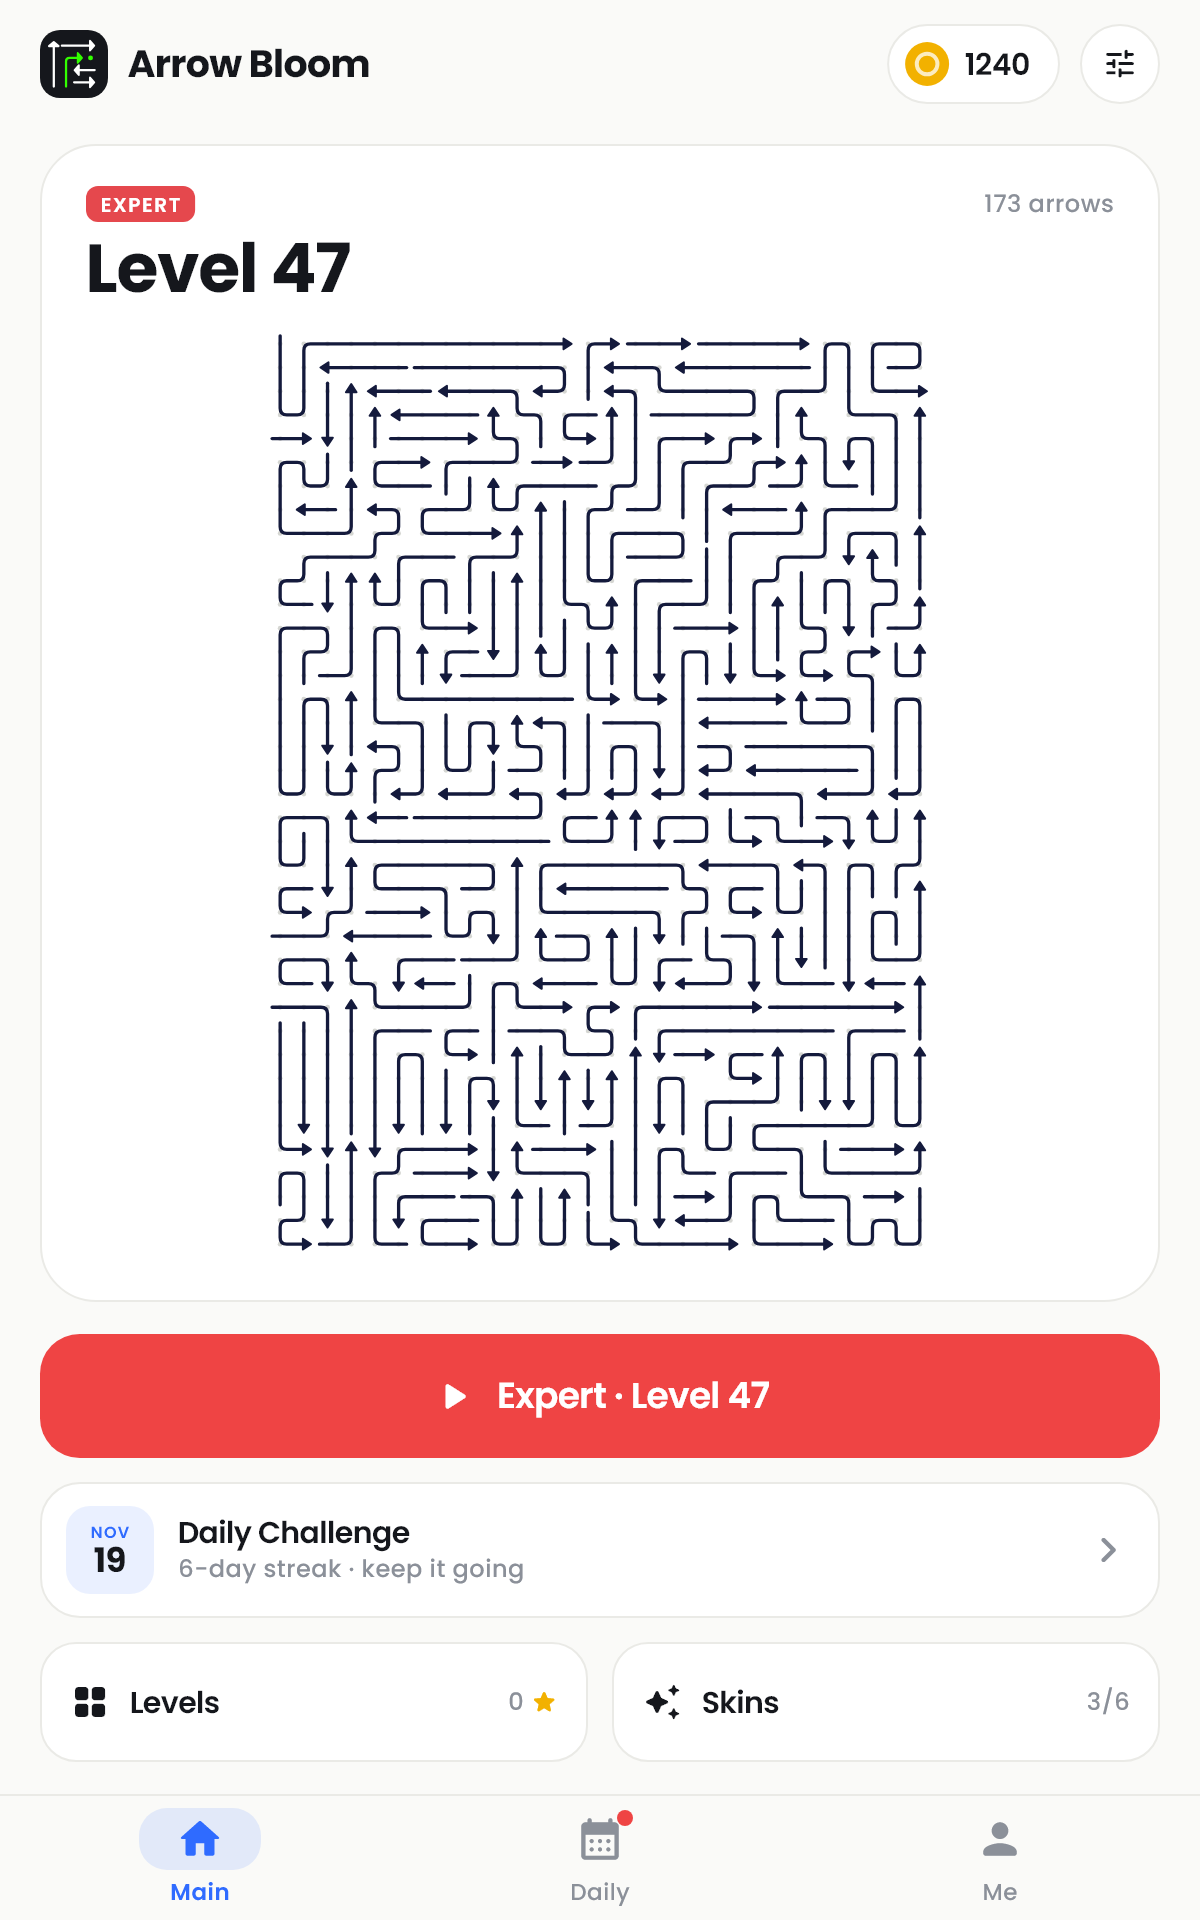 Arrow Bloom
1240
EXPERT
173 arrows
Level 47
Expert · Level 47
NOV
19
Daily Challenge
6-day streak · keep it going
Levels
0
Skins
3/6
Main
Daily
Me